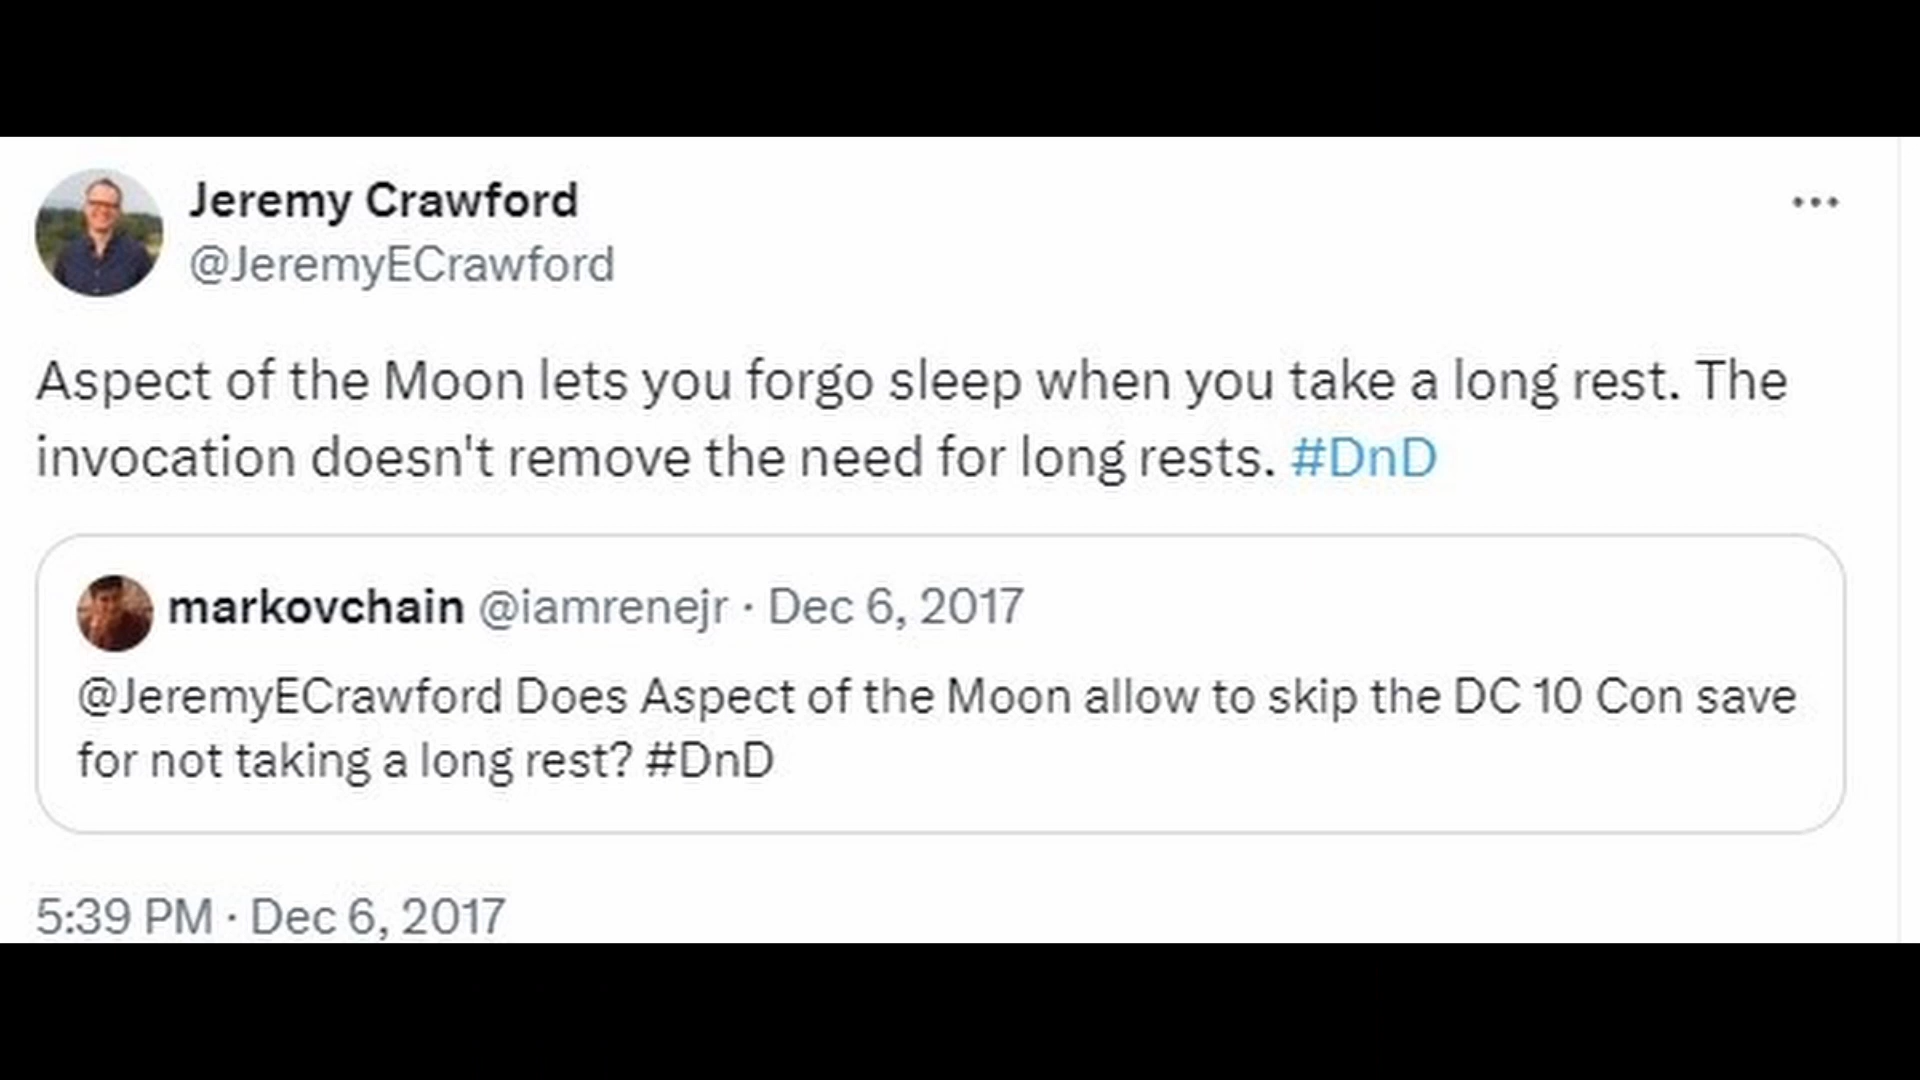 Jeremy Crawford
@JeremyECrawford
Aspect of the Moon lets you forgo sleep when you take a long rest. The
invocation doesn't remove the need for long rests. #DnD
markovchain @iamrenejr · Dec 6, 2017
@JeremyECrawford Does Aspect of the Moon allow to skip the DC 10 Con save
for not taking a long rest? #DnD
5:39 PM · Dec 6, 2017